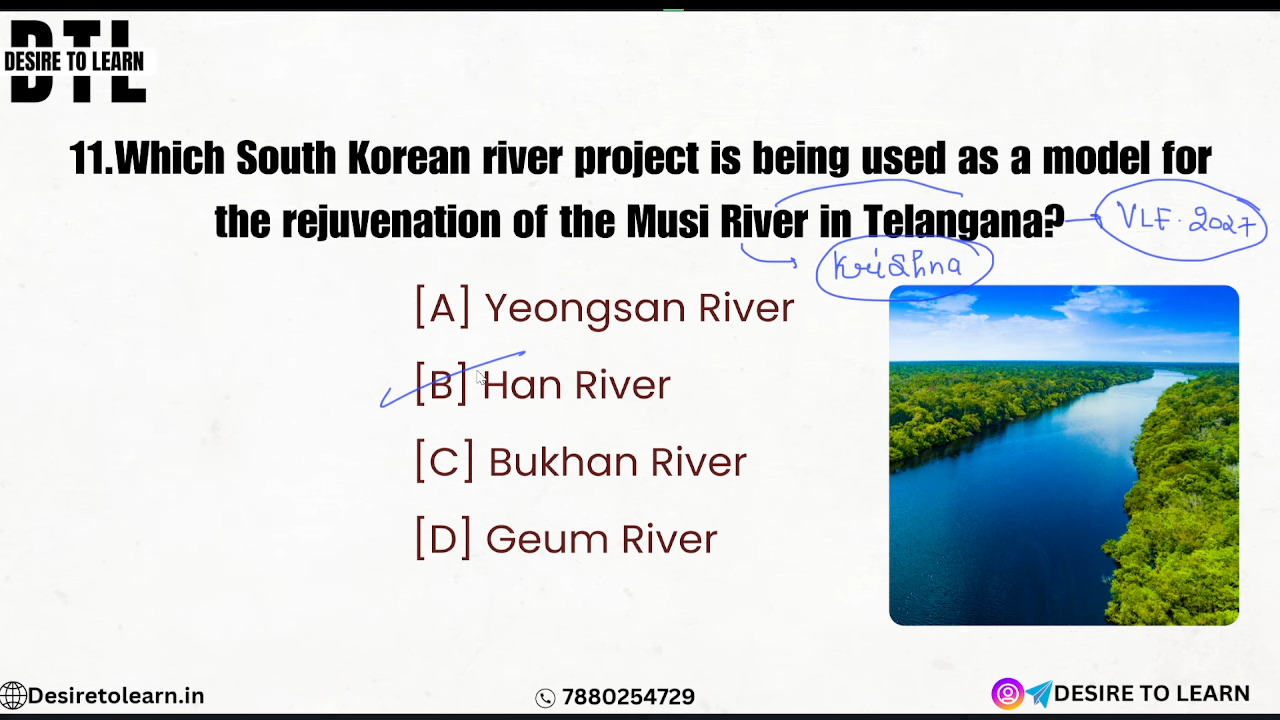 DTL
DESIRE TO LEARN
11.Which South Korean river project is being used as a model for
the rejuvenation of the Musi River in Telangana?
VLF. 2027
Krishna
[A] Yeongsan River
[B] Han River
[C] Bukhan River
[D] Geum River
Desiretolearn.in
7880254729
DESIRE TO LEARN